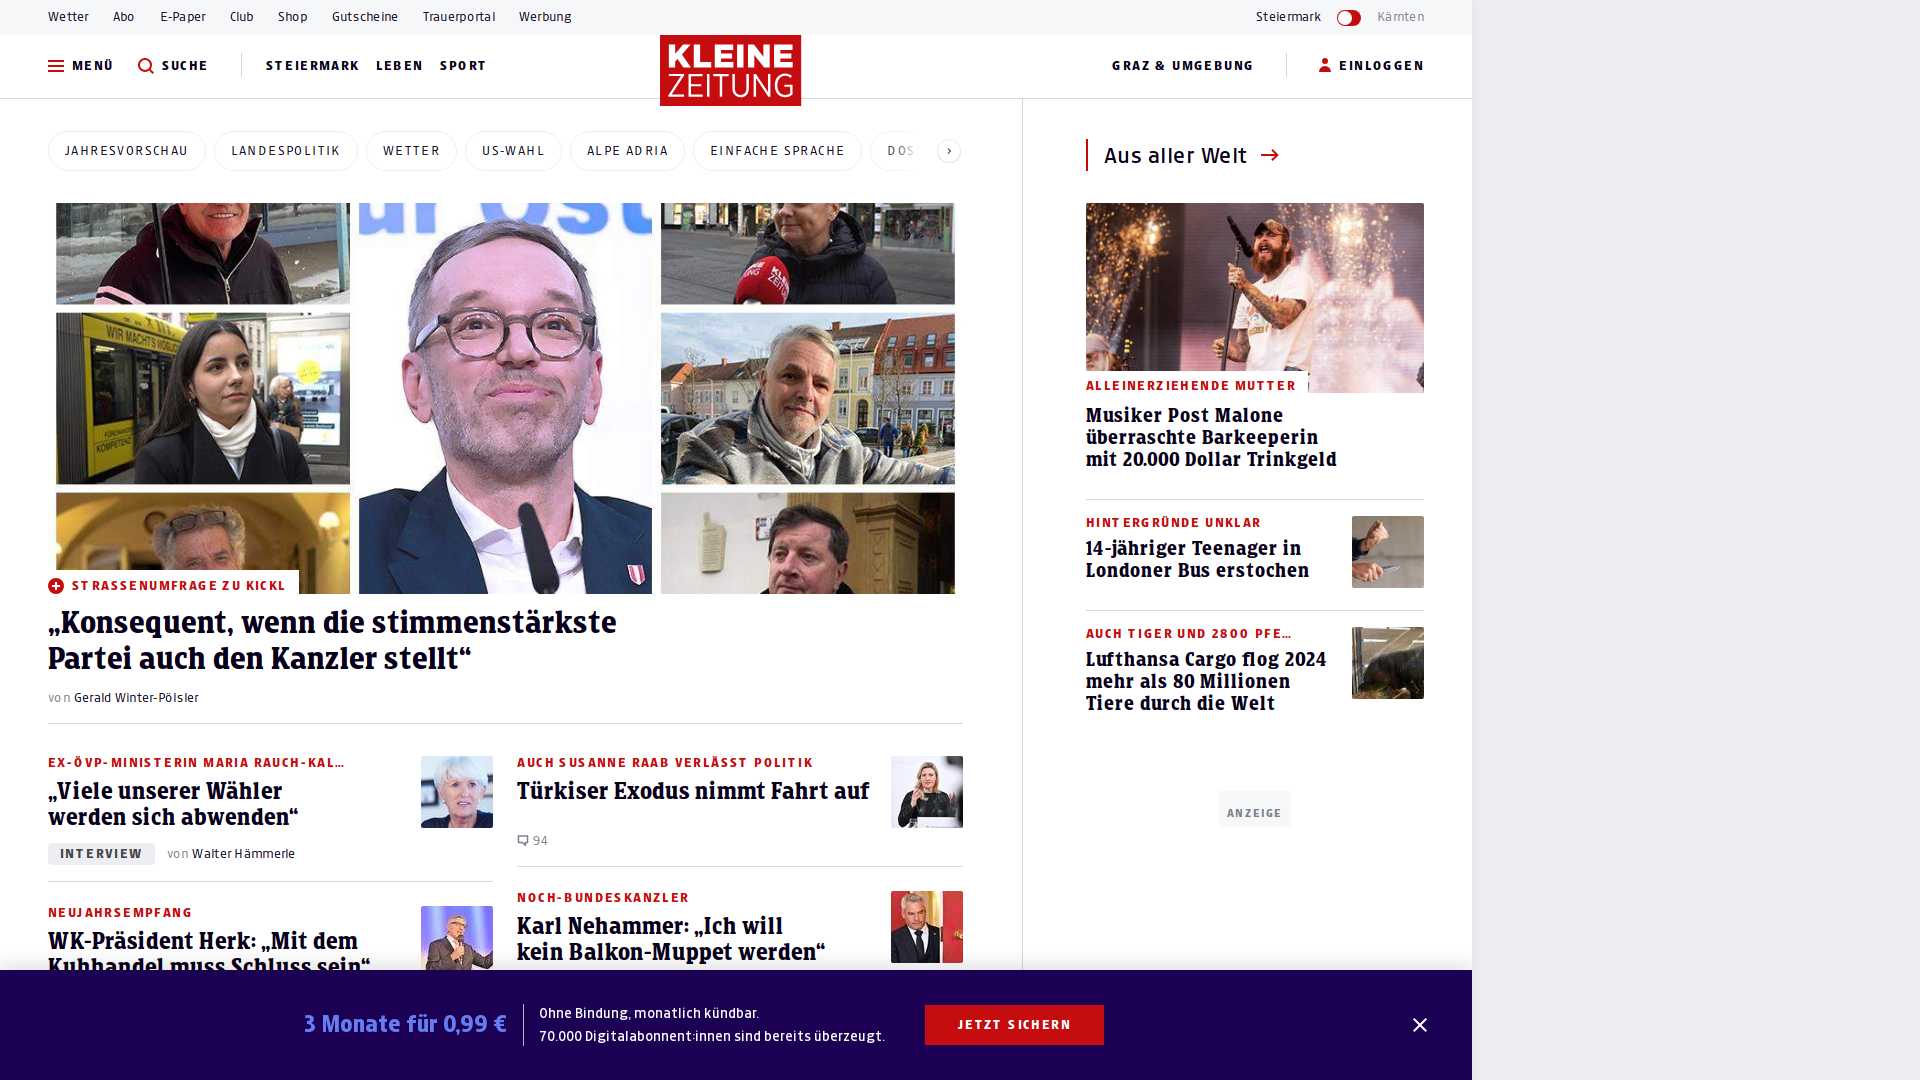 Wetter Abo E-Paper Club Shop Gutscheine Trauerportal Werbung
Steiermark Kärnten
MENÜ SUCHE STEIERMARK LEBEN SPORT
KLEINE
ZEITUNG
GRAZ & UMGEBUNG EINLOGGEN
JAHRESVORSCHAU LANDESPOLITIK WETTER US-WAHL ALPE ADRIA EINFACHE SPRACHE DOS
WIR MACHT'S MÖGLICH
KLEINE
ZEITUNG
STRASSENUMFRAGE ZU KICKL
„Konsequent, wenn die stimmenstärkste
Partei auch den Kanzler stellt“
von Gerald Winter-Pölsler
EX-ÖVP-MINISTERIN MARIA RAUCH-KAL...
„Viele unserer Wähler
werden sich abwenden“
INTERVIEW von Walter Hämmerle
NEUJAHRSEMPFANG
WK-Präsident Herk: „Mit dem
Kuhhandel muss Schluss sein“
AUCH SUSANNE RAAB VERLÄSST POLITIK
Türkiser Exodus nimmt Fahrt auf
94
NOCH-BUNDESKANZLER
Karl Nehammer: „Ich will
kein Balkon-Muppet werden“
Aus aller Welt
ALLEINERZIEHENDE MUTTER
Musiker Post Malone
überraschte Barkeeperin
mit 20.000 Dollar Trinkgeld
HINTERGRÜNDE UNKLAR
14-jähriger Teenager in
Londoner Bus erstochen
AUCH TIGER UND 2800 PFE...
Lufthansa Cargo flog 2024
mehr als 80 Millionen
Tiere durch die Welt
ANZEIGE
3 Monate für 0,99 €
Ohne Bindung, monatlich kündbar.
70.000 Digitalabonnent:innen sind bereits überzeugt.
JETZT SICHERN